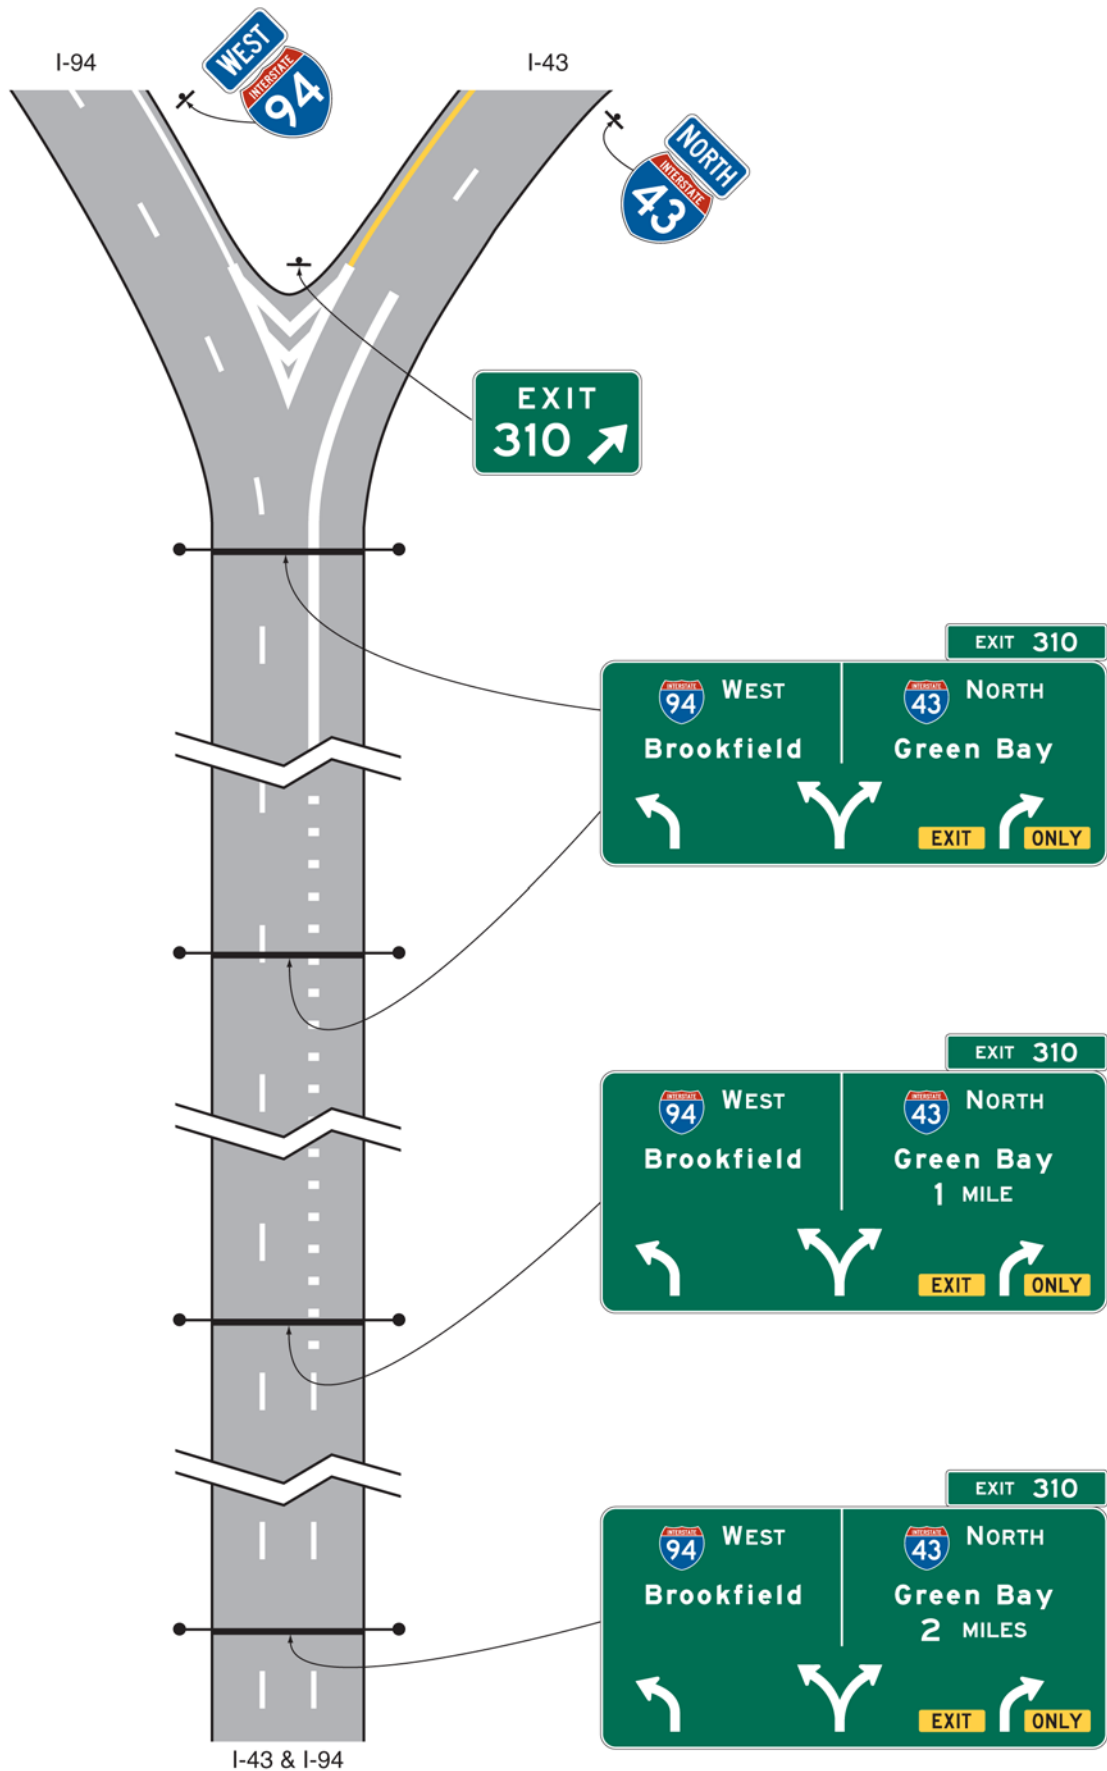 I-94
WEST
INTERSTATE
94
I-43
NORTH
INTERSTATE
43
EXIT
310
EXIT 310
INTERSTATE
94
WEST
Brookfield
INTERSTATE
43
NORTH
Green Bay
EXIT ONLY
EXIT 310
INTERSTATE
94
WEST
Brookfield
INTERSTATE
43
NORTH
Green Bay
1 MILE
EXIT ONLY
EXIT 310
INTERSTATE
94
WEST
Brookfield
INTERSTATE
43
NORTH
Green Bay
2 MILES
EXIT ONLY
I-43 & I-94